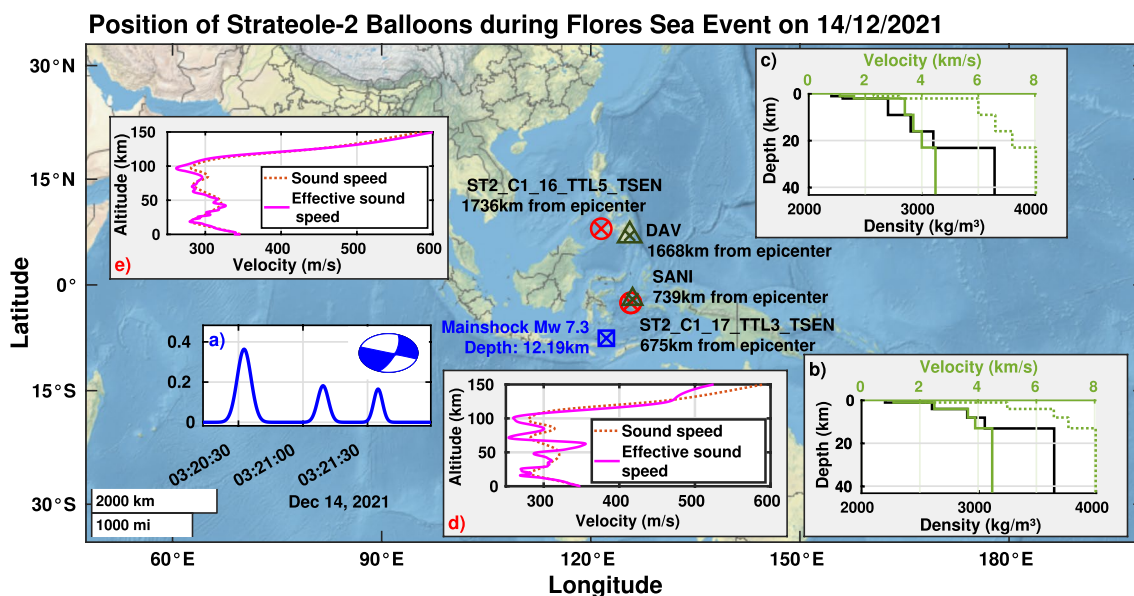 Position of Strateole-2 Balloons during Flores Sea Event on 14/12/2021
Latitude
30°N
15°N
0°
15°S
30°S
60°E
90°E
120°E
150°E
180°E
Longitude
e)
Altitude (km)
150
100
50
0
300
400
500
600
Velocity (m/s)
Sound speed
Effective sound
speed
c)
Velocity (km/s)
0
2
4
6
8
Depth (km)
0
20
40
2000
3000
4000
Density (kg/m³)
ST2_C1_16_TTL5_TSEN
1736km from epicenter
DAV
1668km from epicenter
SANI
739km from epicenter
ST2_C1_17_TTL3_TSEN
675km from epicenter
Mainshock Mw 7.3
Depth: 12.19km
a)
0.4
0.2
0
03:20:30
03:21:00
03:21:30
Dec 14, 2021
2000 km
1000 mi
d)
Altitude (km)
150
100
50
0
300
400
500
600
Velocity (m/s)
Sound speed
Effective sound
speed
b)
Velocity (km/s)
0
2
4
6
8
Depth (km)
0
20
40
2000
3000
4000
Density (kg/m³)